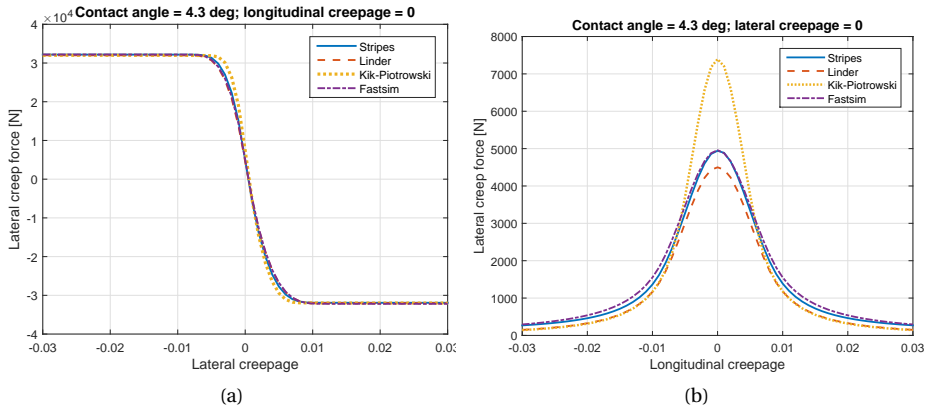 Contact angle = 4.3 deg; longitudinal creepage = 0
4 ×10^4
3
2
1
0
-1
-2
-3
-4
Lateral creep force [N]
Stripes
Linder
Kik-Piotrowski
Fastsim
-0.03 -0.02 -0.01 0 0.01 0.02 0.03
Lateral creepage
(a)
Contact angle = 4.3 deg; lateral creepage = 0
8000
7000
6000
5000
4000
3000
2000
1000
0
Lateral creep force [N]
Stripes
Linder
Kik-Piotrowski
Fastsim
-0.03 -0.02 -0.01 0 0.01 0.02 0.03
Longitudinal creepage
(b)